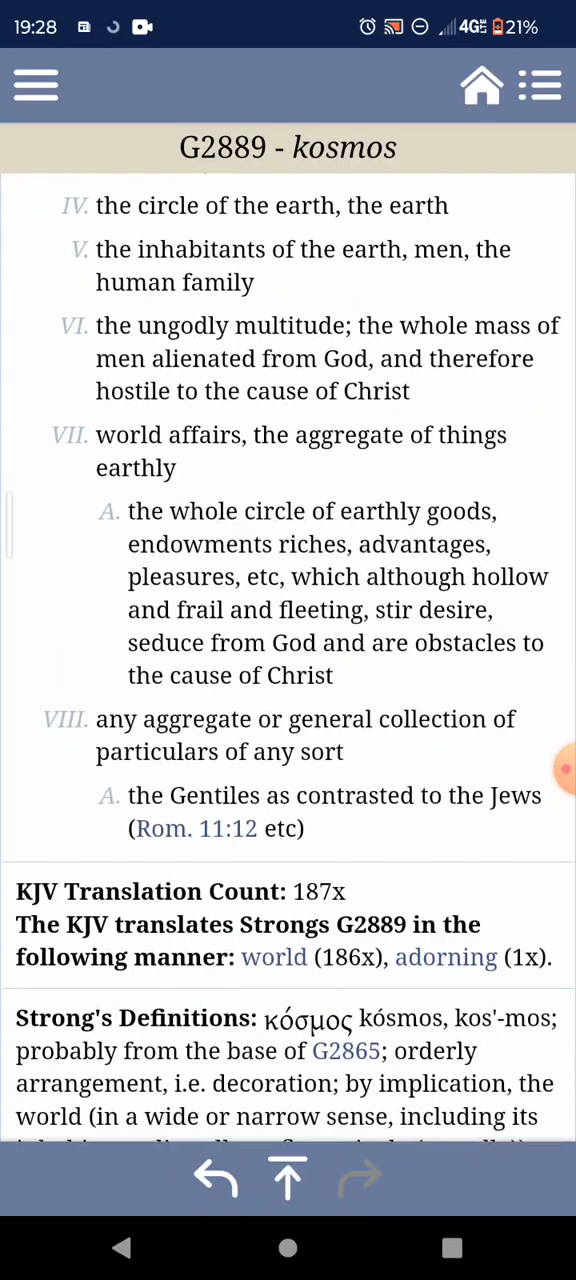 19:28
4G
21%
G2889 - kosmos
IV. the circle of the earth, the earth
V. the inhabitants of the earth, men, the
human family
VI. the ungodly multitude; the whole mass of
men alienated from God, and therefore
hostile to the cause of Christ
VII. world affairs, the aggregate of things
earthly
A. the whole circle of earthly goods,
endowments riches, advantages,
pleasures, etc, which although hollow
and frail and fleeting, stir desire,
seduce from God and are obstacles to
the cause of Christ
VIII. any aggregate or general collection of
particulars of any sort
A. the Gentiles as contrasted to the Jews
(Rom. 11:12 etc)
KJV Translation Count: 187x
The KJV translates Strongs G2889 in the
following manner: world (186x), adorning (1x).
Strong's Definitions: κόσμος kósmos, kos'-mos;
probably from the base of G2865; orderly
arrangement, i.e. decoration; by implication, the
world (in a wide or narrow sense, including its